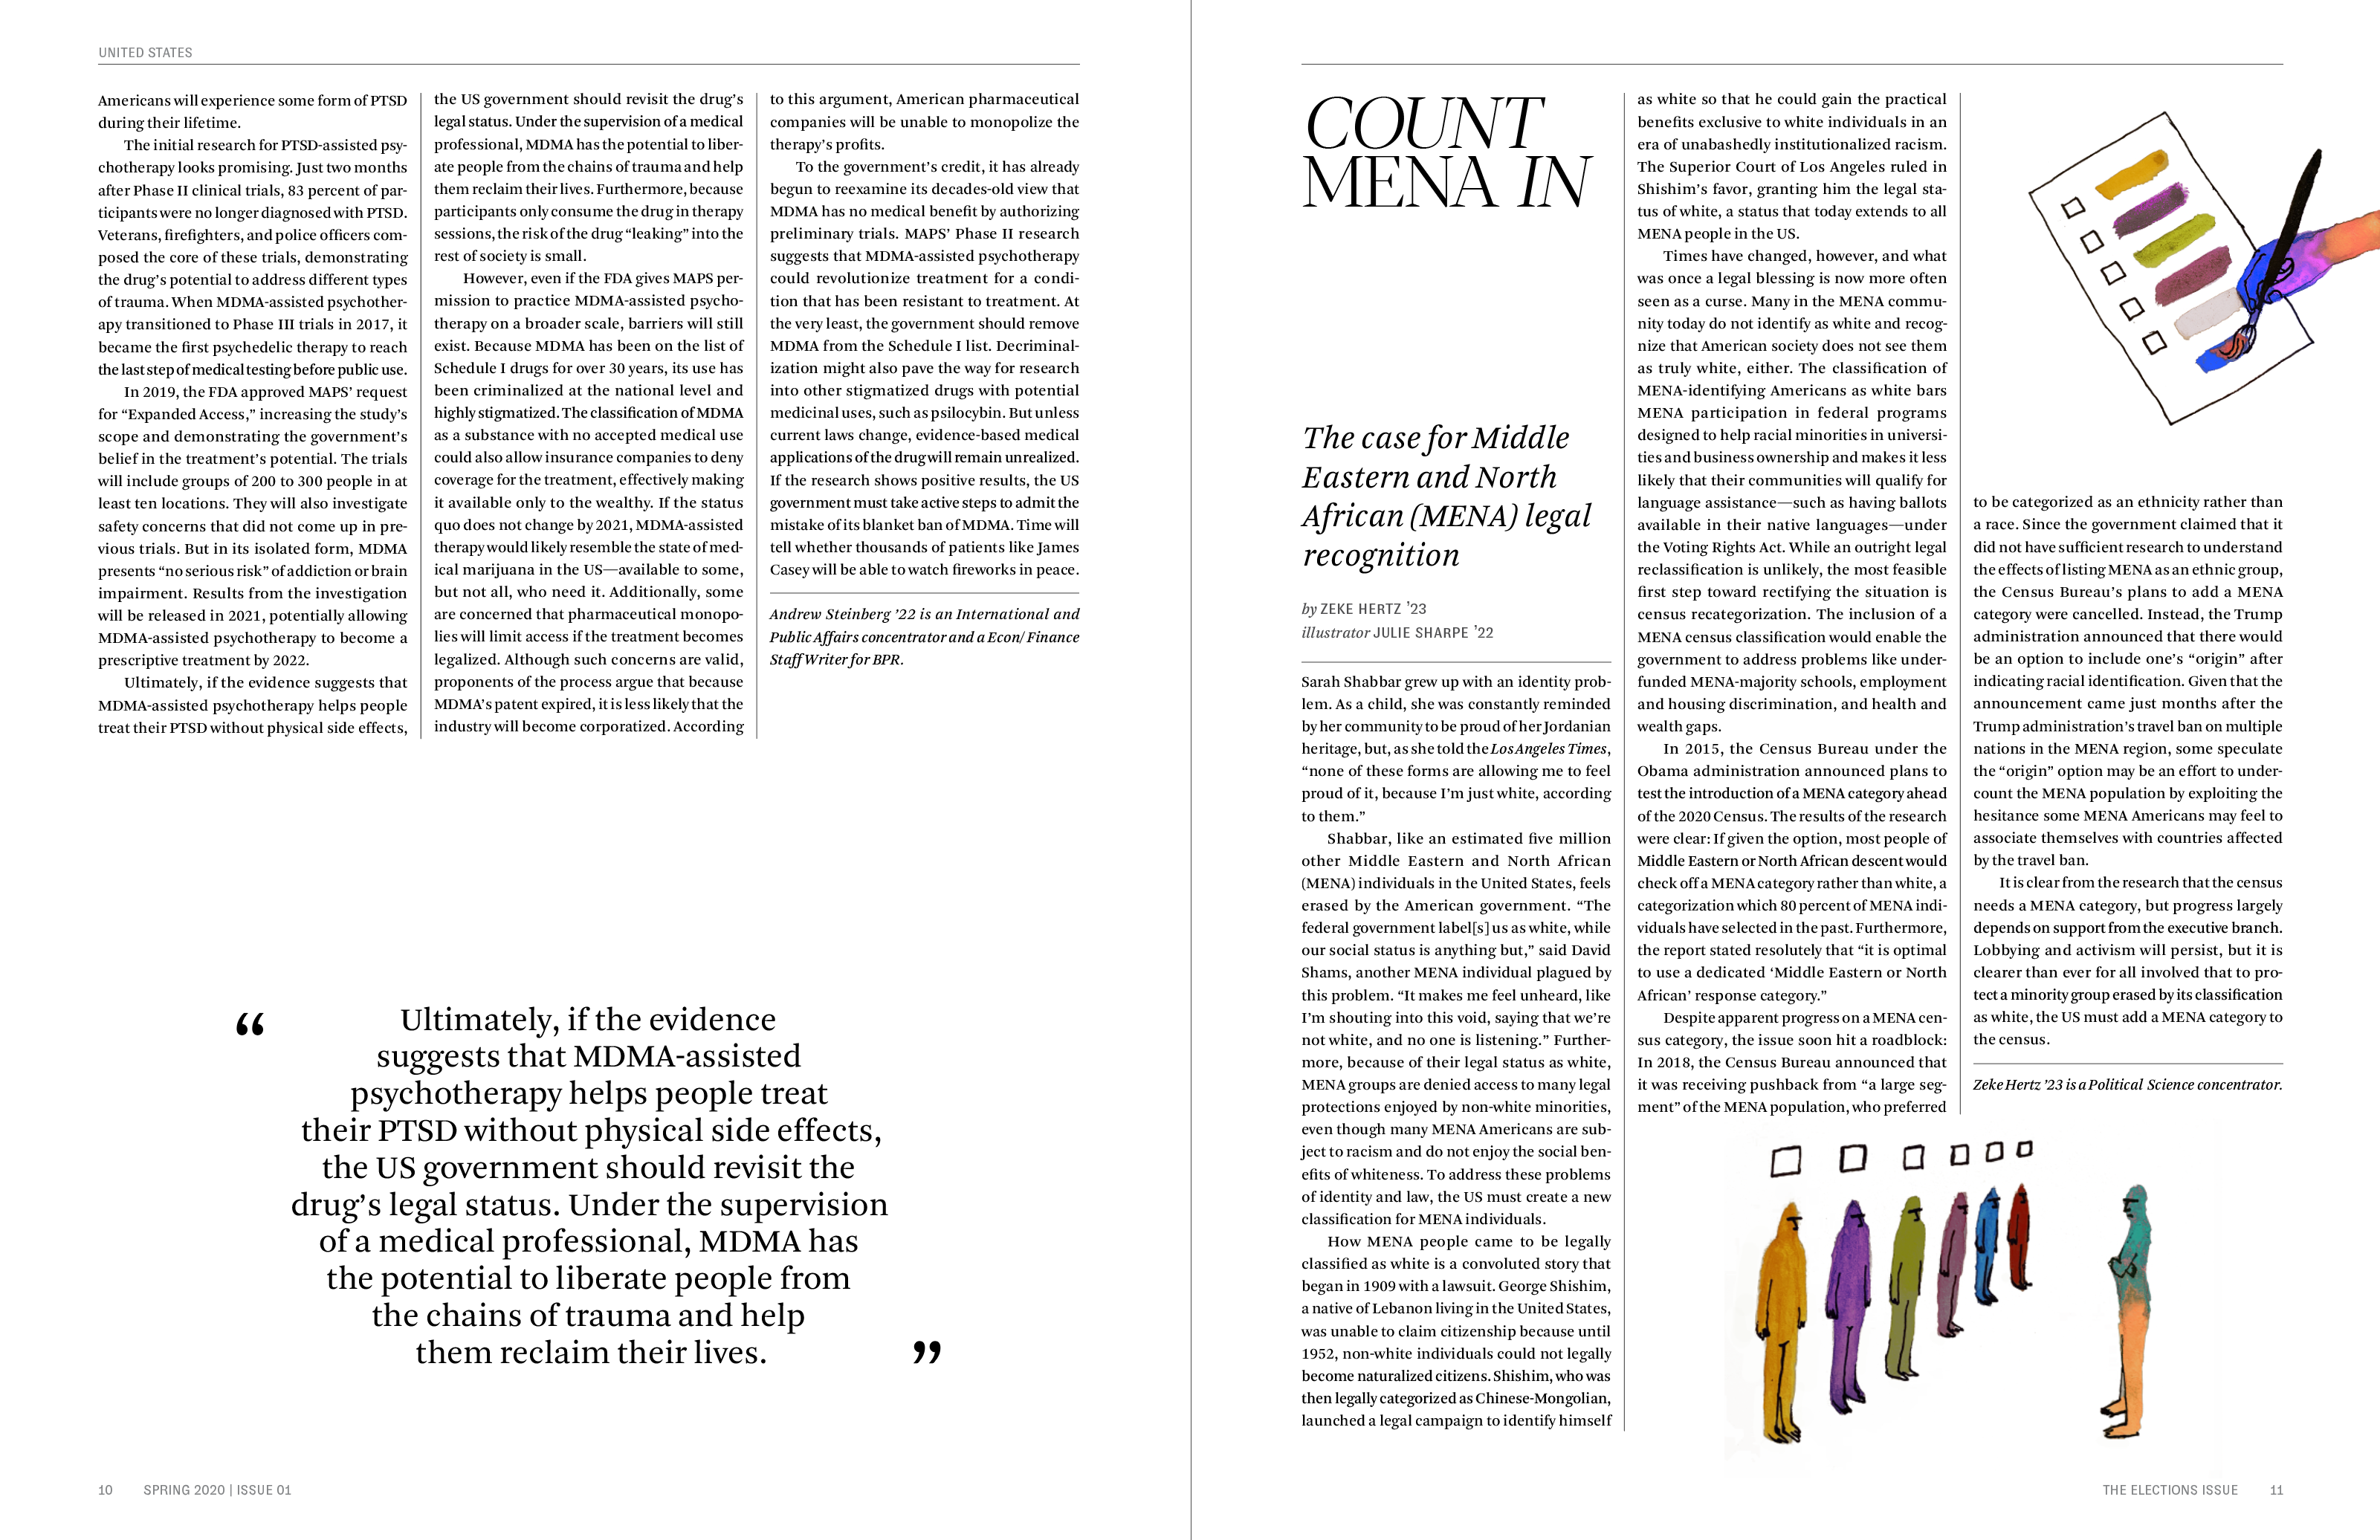 UNITED STATES
Americans will experience some form of PTSD
during their lifetime.
The initial research for PTSD-assisted psy-
chotherapy looks promising. Just two months
after Phase II clinical trials, 83 percent of par-
ticipants were no longer diagnosed with PTSD.
Veterans, firefighters, and police officers com-
posed the core of these trials, demonstrating
the drug's potential to address different types
of trauma. When MDMA-assisted psychother-
apy transitioned to Phase III trials in 2017, it
became the first psychedelic therapy to reach
the last step of medical testing before public use.
In 2019, the FDA approved MAPS' request
for “Expanded Access,” increasing the study's
scope and demonstrating the government's
belief in the treatment's potential. The trials
will include groups of 200 to 300 people in at
least ten locations. They will also investigate
safety concerns that did not come up in pre-
vious trials. But in its isolated form, MDMA
presents “no serious risk” of addiction or brain
impairment. Results from the investigation
will be released in 2021, potentially allowing
MDMA-assisted psychotherapy to become a
prescriptive treatment by 2022.
Ultimately, if the evidence suggests that
MDMA-assisted psychotherapy helps people
treat their PTSD without physical side effects,
the US government should revisit the drug's
legal status. Under the supervision of a medical
professional, MDMA has the potential to liber-
ate people from the chains of trauma and help
them reclaim their lives. Furthermore, because
participants only consume the drug in therapy
sessions, the risk of the drug “leaking” into the
rest of society is small.
However, even if the FDA gives MAPS per-
mission to practice MDMA-assisted psycho-
therapy on a broader scale, barriers will still
exist. Because MDMA has been on the list of
Schedule I drugs for over 30 years, its use has
been criminalized at the national level and
highly stigmatized. The classification of MDMA
as a substance with no accepted medical use
could also allow insurance companies to deny
coverage for the treatment, effectively making
it available only to the wealthy. If the status
quo does not change by 2021, MDMA-assisted
therapy would likely resemble the state of med-
ical marijuana in the US—available to some,
but not all, who need it. Additionally, some
are concerned that pharmaceutical monopo-
lies will limit access if the treatment becomes
legalized. Although such concerns are valid,
proponents of the process argue that because
MDMA's patent expired, it is less likely that the
industry will become corporatized. According
to this argument, American pharmaceutical
companies will be unable to monopolize the
therapy's profits.
To the government's credit, it has already
begun to reexamine its decades-old view that
MDMA has no medical benefit by authorizing
preliminary trials. MAPS' Phase II research
suggests that MDMA-assisted psychotherapy
could revolutionize treatment for a condi-
tion that has been resistant to treatment. At
the very least, the government should remove
MDMA from the Schedule I list. Decriminal-
ization might also pave the way for research
into other stigmatized drugs with potential
medicinal uses, such as psilocybin. But unless
current laws change, evidence-based medical
applications of the drug will remain unrealized.
If the research shows positive results, the US
government must take active steps to admit the
mistake of its blanket ban of MDMA. Time will
tell whether thousands of patients like James
Casey will be able to watch fireworks in peace.
Andrew Steinberg '22 is an International and
Public Affairs concentrator and a Econ/Finance
Staff Writer for BPR.
“
Ultimately, if the evidence
suggests that MDMA-assisted
psychotherapy helps people treat
their PTSD without physical side effects,
the US government should revisit the
drug's legal status. Under the supervision
of a medical professional, MDMA has
the potential to liberate people from
the chains of trauma and help
them reclaim their lives.
”
10 SPRING 2020 | ISSUE 01
COUNT
MENA IN
The case for Middle
Eastern and North
African (MENA) legal
recognition
by ZEKE HERTZ '23
illustrator JULIE SHARPE '22
Sarah Shabbar grew up with an identity prob-
lem. As a child, she was constantly reminded
by her community to be proud of her Jordanian
heritage, but, as she told the Los Angeles Times,
“none of these forms are allowing me to feel
proud of it, because I'm just white, according
to them.”
Shabbar, like an estimated five million
other Middle Eastern and North African
(MENA) individuals in the United States, feels
erased by the American government. “The
federal government label[s] us as white, while
our social status is anything but,” said David
Shams, another MENA individual plagued by
this problem. “It makes me feel unheard, like
I'm shouting into this void, saying that we're
not white, and no one is listening.” Further-
more, because of their legal status as white,
MENA groups are denied access to many legal
protections enjoyed by non-white minorities,
even though many MENA Americans are sub-
ject to racism and do not enjoy the social ben-
efits of whiteness. To address these problems
of identity and law, the US must create a new
classification for MENA individuals.
How MENA people came to be legally
classified as white is a convoluted story that
began in 1909 with a lawsuit. George Shishim,
a native of Lebanon living in the United States,
was unable to claim citizenship because until
1952, non-white individuals could not legally
become naturalized citizens. Shishim, who was
then legally categorized as Chinese-Mongolian,
launched a legal campaign to identify himself
as white so that he could gain the practical
benefits exclusive to white individuals in an
era of unabashedly institutionalized racism.
The Superior Court of Los Angeles ruled in
Shishim's favor, granting him the legal sta-
tus of white, a status that today extends to all
MENA people in the US.
Times have changed, however, and what
was once a legal blessing is now more often
seen as a curse. Many in the MENA commu-
nity today do not identify as white and recog-
nize that American society does not see them
as truly white, either. The classification of
MENA-identifying Americans as white bars
MENA participation in federal programs
designed to help racial minorities in universi-
ties and business ownership and makes it less
likely that their communities will qualify for
language assistance—such as having ballots
available in their native languages—under
the Voting Rights Act. While an outright legal
reclassification is unlikely, the most feasible
first step toward rectifying the situation is
census recategorization. The inclusion of a
MENA census classification would enable the
government to address problems like under-
funded MENA-majority schools, employment
and housing discrimination, and health and
wealth gaps.
In 2015, the Census Bureau under the
Obama administration announced plans to
test the introduction of a MENA category ahead
of the 2020 Census. The results of the research
were clear: If given the option, most people of
Middle Eastern or North African descent would
check off a MENA category rather than white, a
categorization which 80 percent of MENA indi-
viduals have selected in the past. Furthermore,
the report stated resolutely that “it is optimal
to use a dedicated ‘Middle Eastern or North
African’ response category.”
Despite apparent progress on a MENA cen-
sus category, the issue soon hit a roadblock:
In 2018, the Census Bureau announced that
it was receiving pushback from “a large seg-
ment” of the MENA population, who preferred
to be categorized as an ethnicity rather than
a race. Since the government claimed that it
did not have sufficient research to understand
the effects of listing MENA as an ethnic group,
the Census Bureau's plans to add a MENA
category were cancelled. Instead, the Trump
administration announced that there would
be an option to include one's “origin” after
indicating racial identification. Given that the
announcement came just months after the
Trump administration's travel ban on multiple
nations in the MENA region, some speculate
the “origin” option may be an effort to under-
count the MENA population by exploiting the
hesitance some MENA Americans may feel to
associate themselves with countries affected
by the travel ban.
It is clear from the research that the census
needs a MENA category, but progress largely
depends on support from the executive branch.
Lobbying and activism will persist, but it is
clearer than ever for all involved that to pro-
tect a minority group erased by its classification
as white, the US must add a MENA category to
the census.
Zeke Hertz '23 is a Political Science concentrator.
THE ELECTIONS ISSUE 11